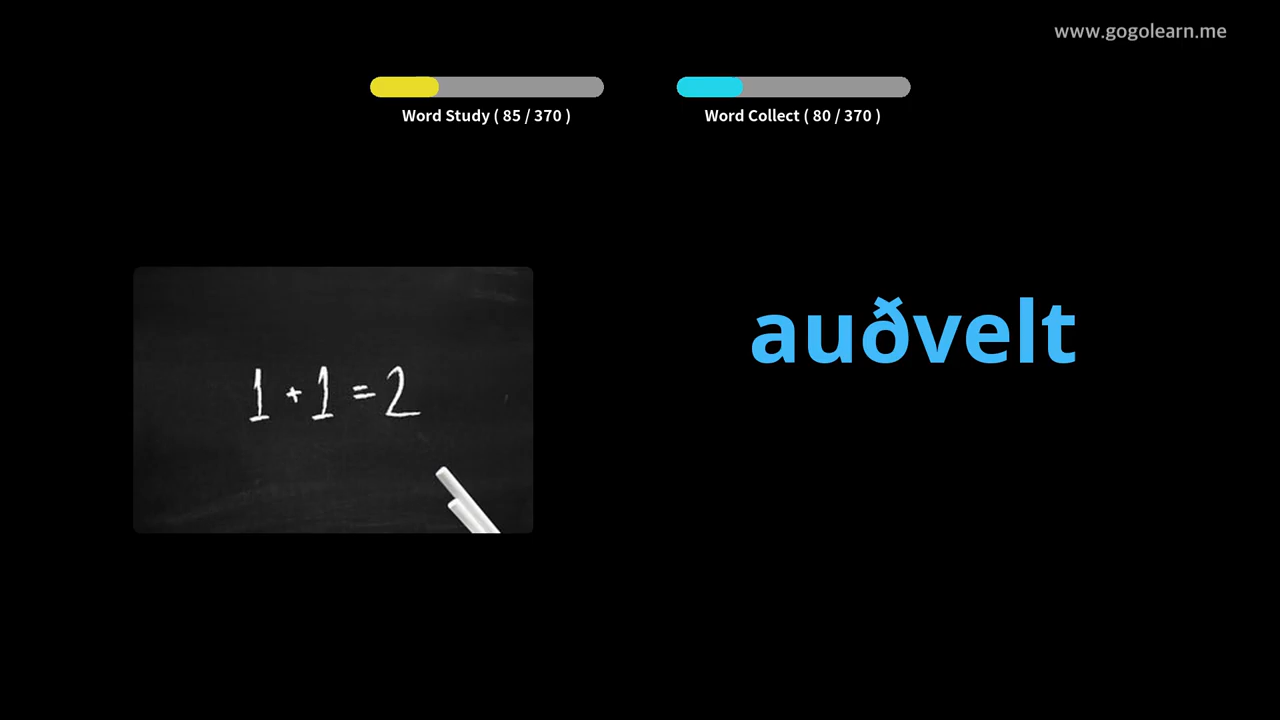 www.gogolearn.me
Word Study ( 85 / 370 )
Word Collect ( 80 / 370 )
auðvelt
1 + 1 = 2